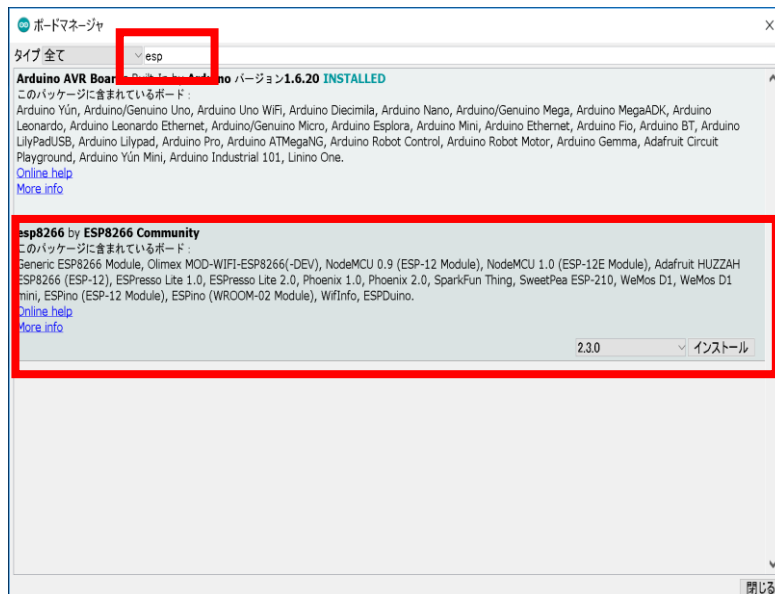 ボードマネージャ
タイプ 全て esp
Arduino AVR Boards Built-In by Arduino バージョン1.6.20 INSTALLED
このパッケージに含まれているボード:
Arduino Yún, Arduino/Genuino Uno, Arduino Uno WiFi, Arduino Diecimila, Arduino Nano, Arduino/Genuino Mega, Arduino MegaADK, Arduino
Leonardo, Arduino Leonardo Ethernet, Arduino/Genuino Micro, Arduino Esplora, Arduino Mini, Arduino Ethernet, Arduino Fio, Arduino BT, Arduino
LilyPadUSB, Arduino Lilypad, Arduino Pro, Arduino ATMegaNG, Arduino Robot Control, Arduino Robot Motor, Arduino Gemma, Adafruit Circuit
Playground, Arduino Yún Mini, Arduino Industrial 101, Linino One.
Online help
More info
esp8266 by ESP8266 Community
このパッケージに含まれているボード:
Generic ESP8266 Module, Olimex MOD-WIFI-ESP8266(-DEV), NodeMCU 0.9 (ESP-12 Module), NodeMCU 1.0 (ESP-12E Module), Adafruit HUZZAH
ESP8266 (ESP-12), ESPresso Lite 1.0, ESPresso Lite 2.0, Phoenix 1.0, Phoenix 2.0, SparkFun Thing, SweetPea ESP-210, WeMos D1, WeMos D1
mini, ESPino (ESP-12 Module), ESPino (WROOM-02 Module), WifInfo, ESPDuino.
Online help
More info
2.3.0 インストール
閉じる